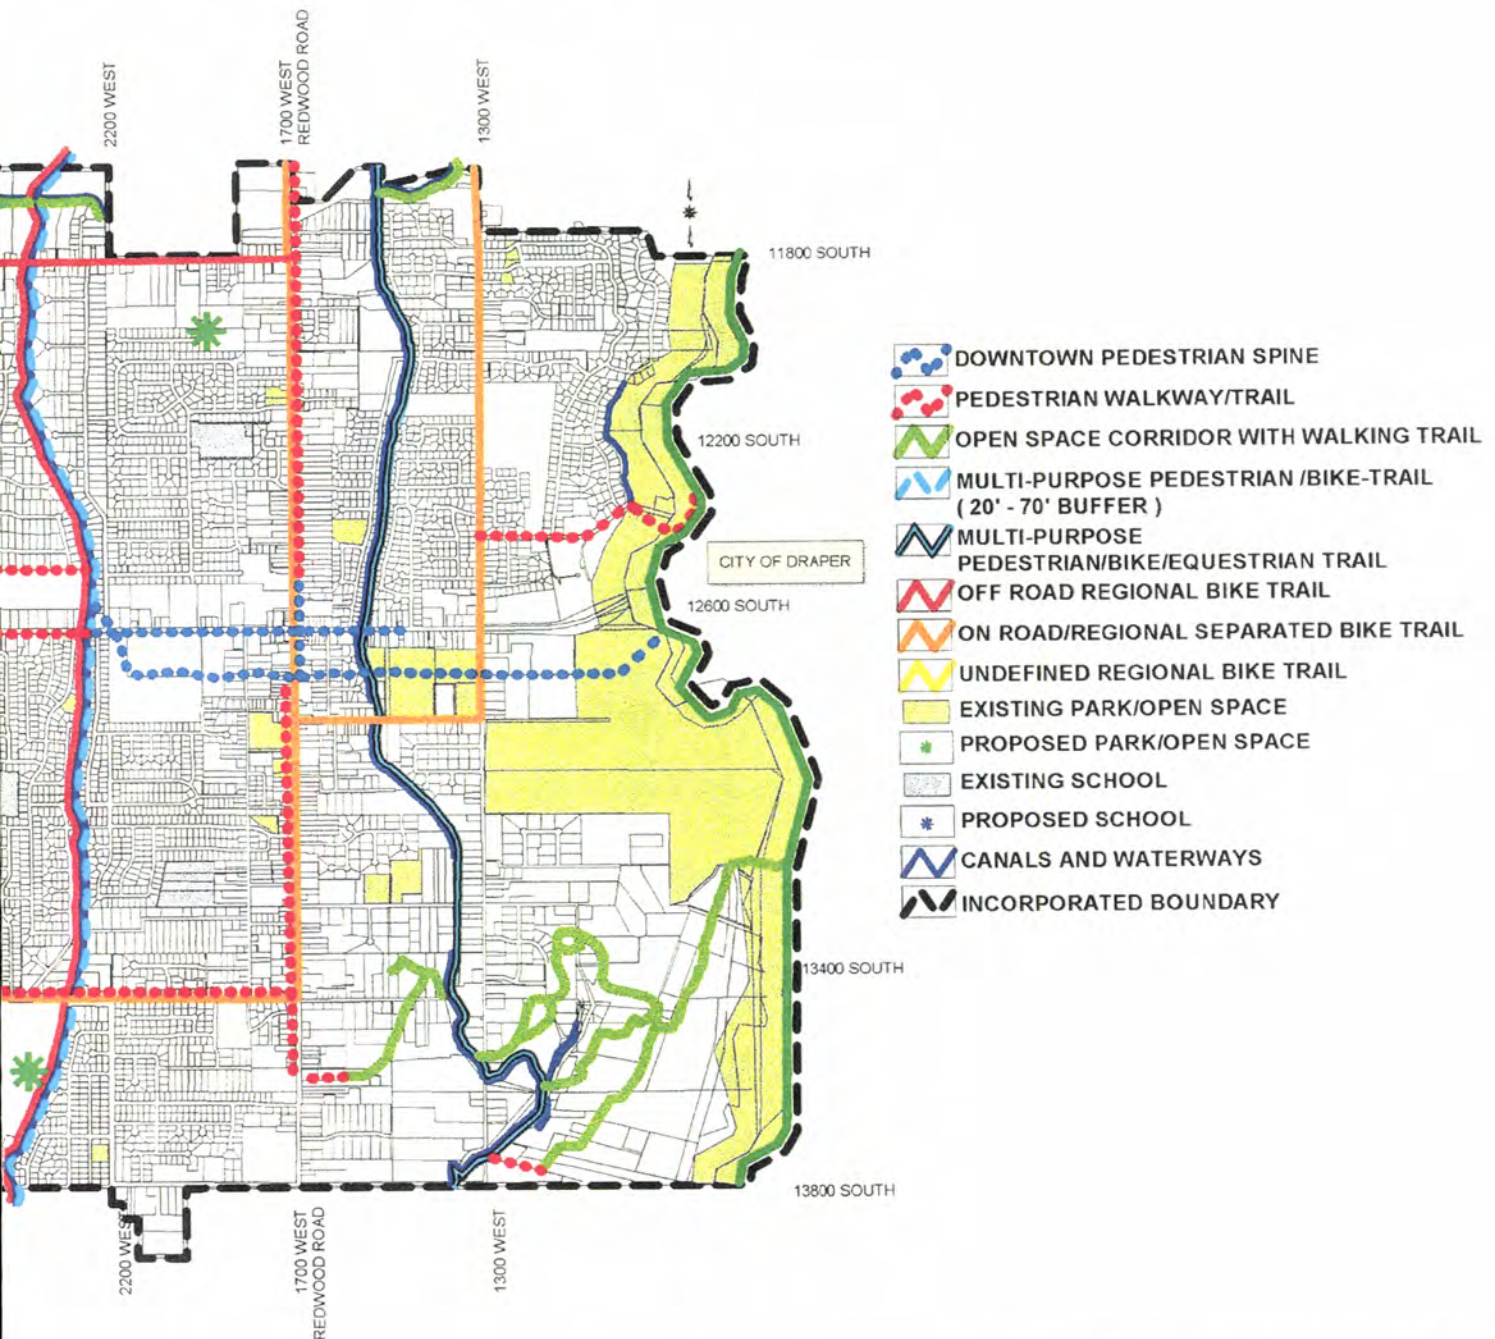 2200 WEST
1700 WEST
REDWOOD ROAD
1300 WEST
11800 SOUTH
12200 SOUTH
CITY OF DRAPER
12600 SOUTH
13400 SOUTH
13800 SOUTH
2200 WEST
1700 WEST
REDWOOD ROAD
1300 WEST
DOWNTOWN PEDESTRIAN SPINE
PEDESTRIAN WALKWAY/TRAIL
OPEN SPACE CORRIDOR WITH WALKING TRAIL
MULTI-PURPOSE PEDESTRIAN /BIKE-TRAIL
( 20' - 70' BUFFER )
MULTI-PURPOSE
PEDESTRIAN/BIKE/EQUESTRIAN TRAIL
OFF ROAD REGIONAL BIKE TRAIL
ON ROAD/REGIONAL SEPARATED BIKE TRAIL
UNDEFINED REGIONAL BIKE TRAIL
EXISTING PARK/OPEN SPACE
PROPOSED PARK/OPEN SPACE
EXISTING SCHOOL
PROPOSED SCHOOL
CANALS AND WATERWAYS
INCORPORATED BOUNDARY